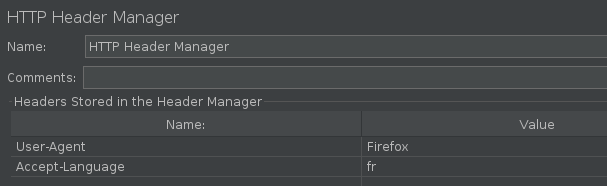 HTTP Header Manager
Name: HTTP Header Manager
Comments:
Headers Stored in the Header Manager
Name: Value
User-Agent Firefox
Accept-Language fr